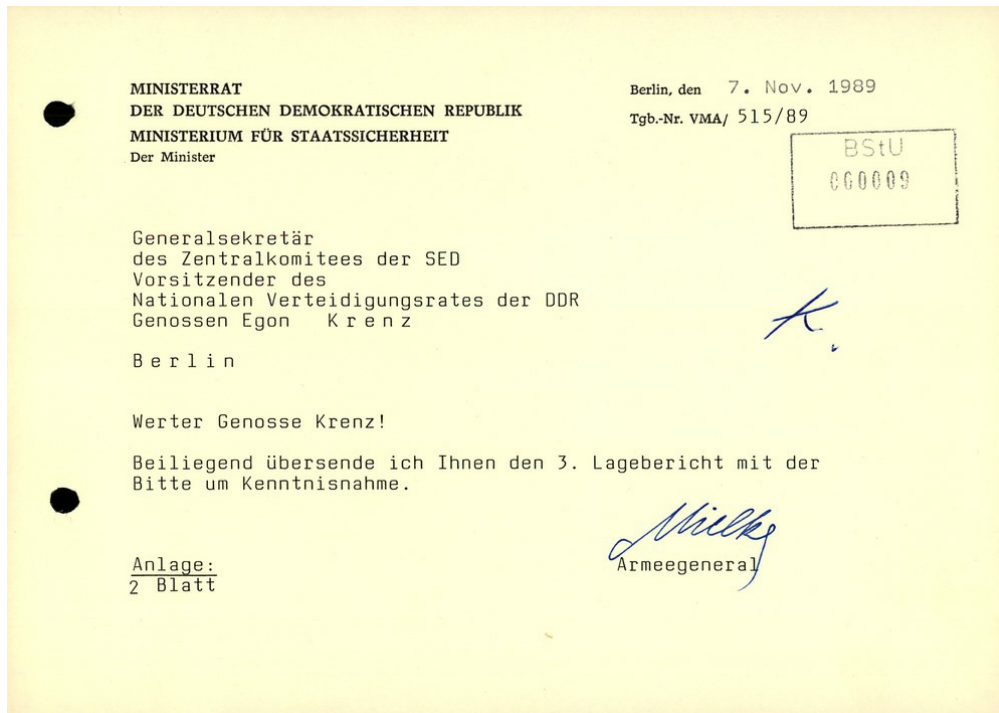 MINISTERRAT
DER DEUTSCHEN DEMOKRATISCHEN REPUBLIK
MINISTERIUM FÜR STAATSSICHERHEIT
Der Minister
Berlin, den 7. Nov. 1989
Tgb.-Nr. VMA/ 515/89
BStU
000009
Generalsekretär
des Zentralkomitees der SED
Vorsitzender des
Nationalen Verteidigungsrates der DDR
Genossen Egon K r e n z
K.
B e r l i n
Werter Genosse Krenz!
Beiliegend übersende ich Ihnen den 3. Lagebericht mit der
Bitte um Kenntnisnahme.
Mielke
Armeegeneral
Anlage:
2 Blatt